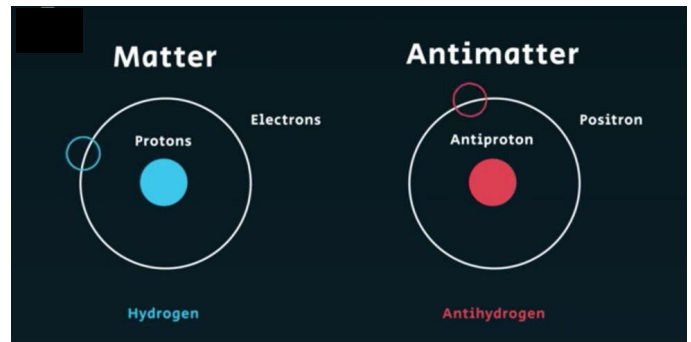 Matter
Antimatter
Electrons
Protons
Positron
Antiproton
Hydrogen
Antihydrogen